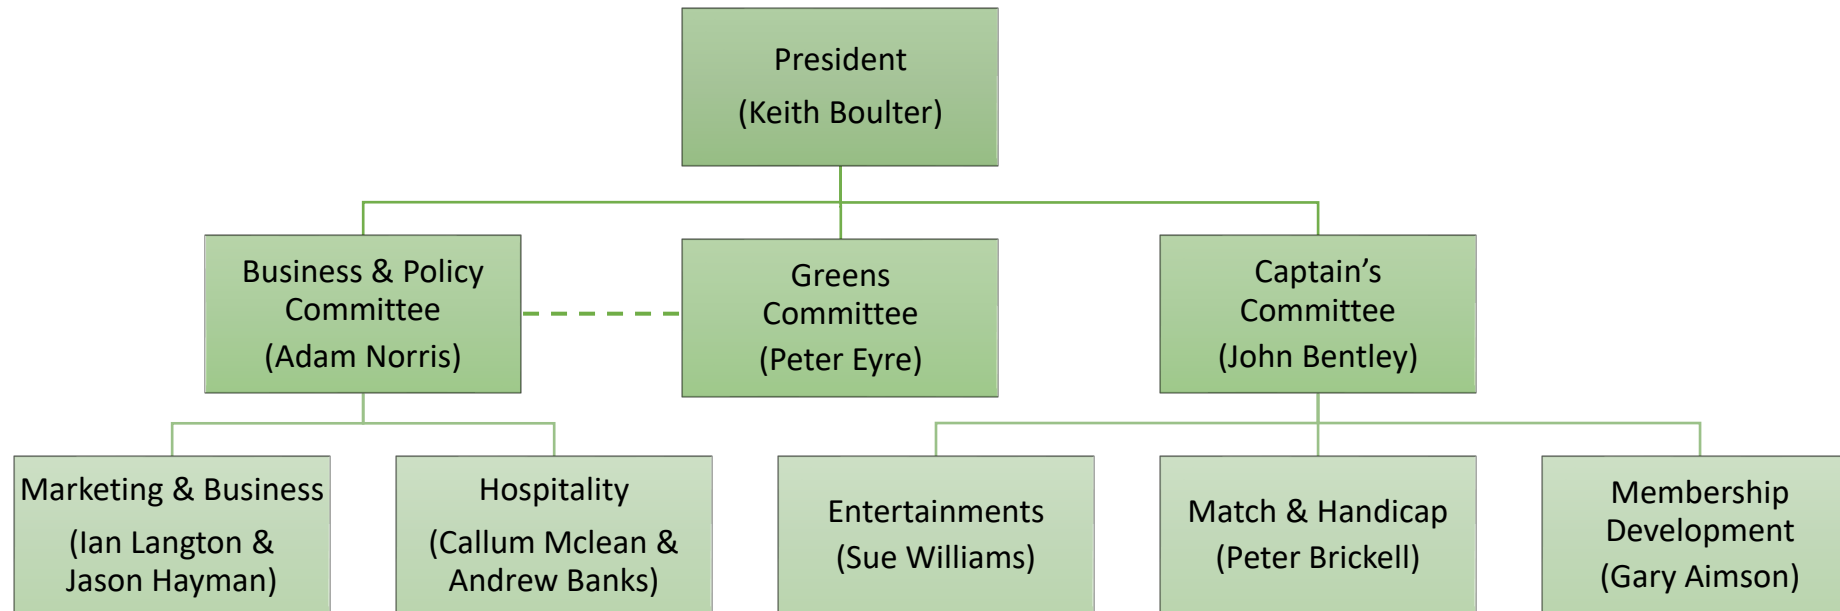 President
(Keith Boulter)
Business & Policy
Committee
(Adam Norris)
Greens
Committee
(Peter Eyre)
Captain’s
Committee
(John Bentley)
Marketing & Business
(Ian Langton &
Jason Hayman)
Hospitality
(Callum Mclean &
Andrew Banks)
Entertainments
(Sue Williams)
Match & Handicap
(Peter Brickell)
Membership
Development
(Gary Aimson)